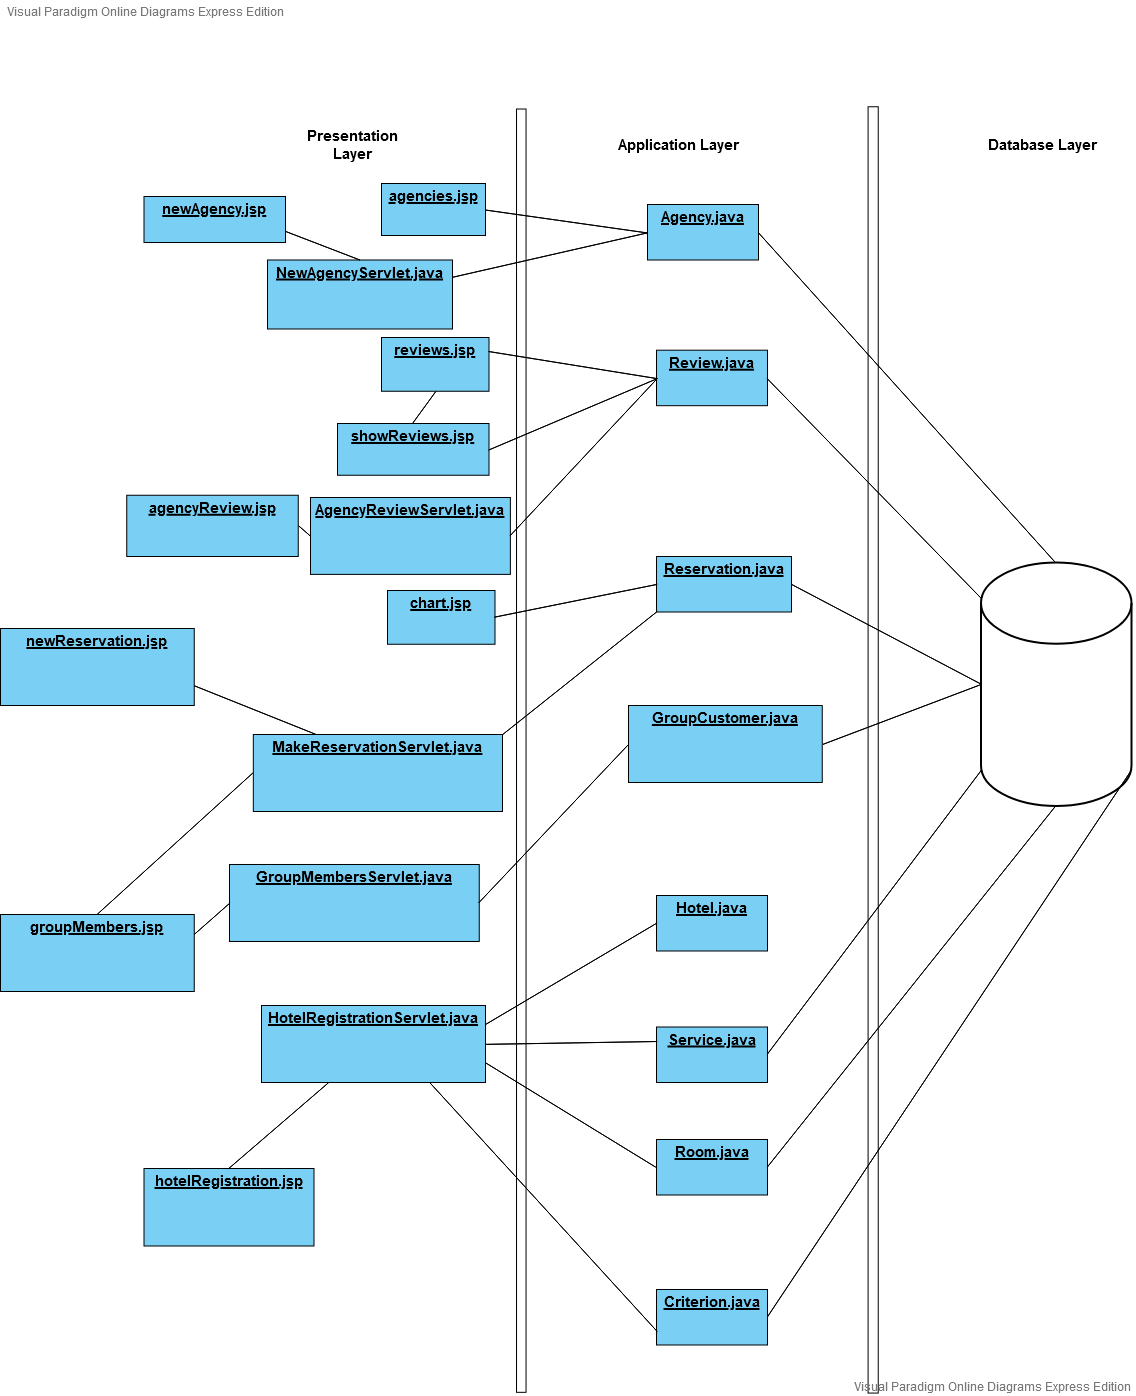 Visual Paradigm Online Diagrams Express Edition
Presentation
Layer
Application Layer
Database Layer
agencies.jsp
newAgency.jsp
Agency.java
NewAgencyServlet.java
reviews.jsp
Review.java
showReviews.jsp
agencyReview.jsp
AgencyReviewServlet.java
Reservation.java
chart.jsp
newReservation.jsp
GroupCustomer.java
MakeReservationServlet.java
GroupMembersServlet.java
Hotel.java
groupMembers.jsp
HotelRegistrationServlet.java
Service.java
Room.java
hotelRegistration.jsp
Criterion.java
Visual Paradigm Online Diagrams Express Edition